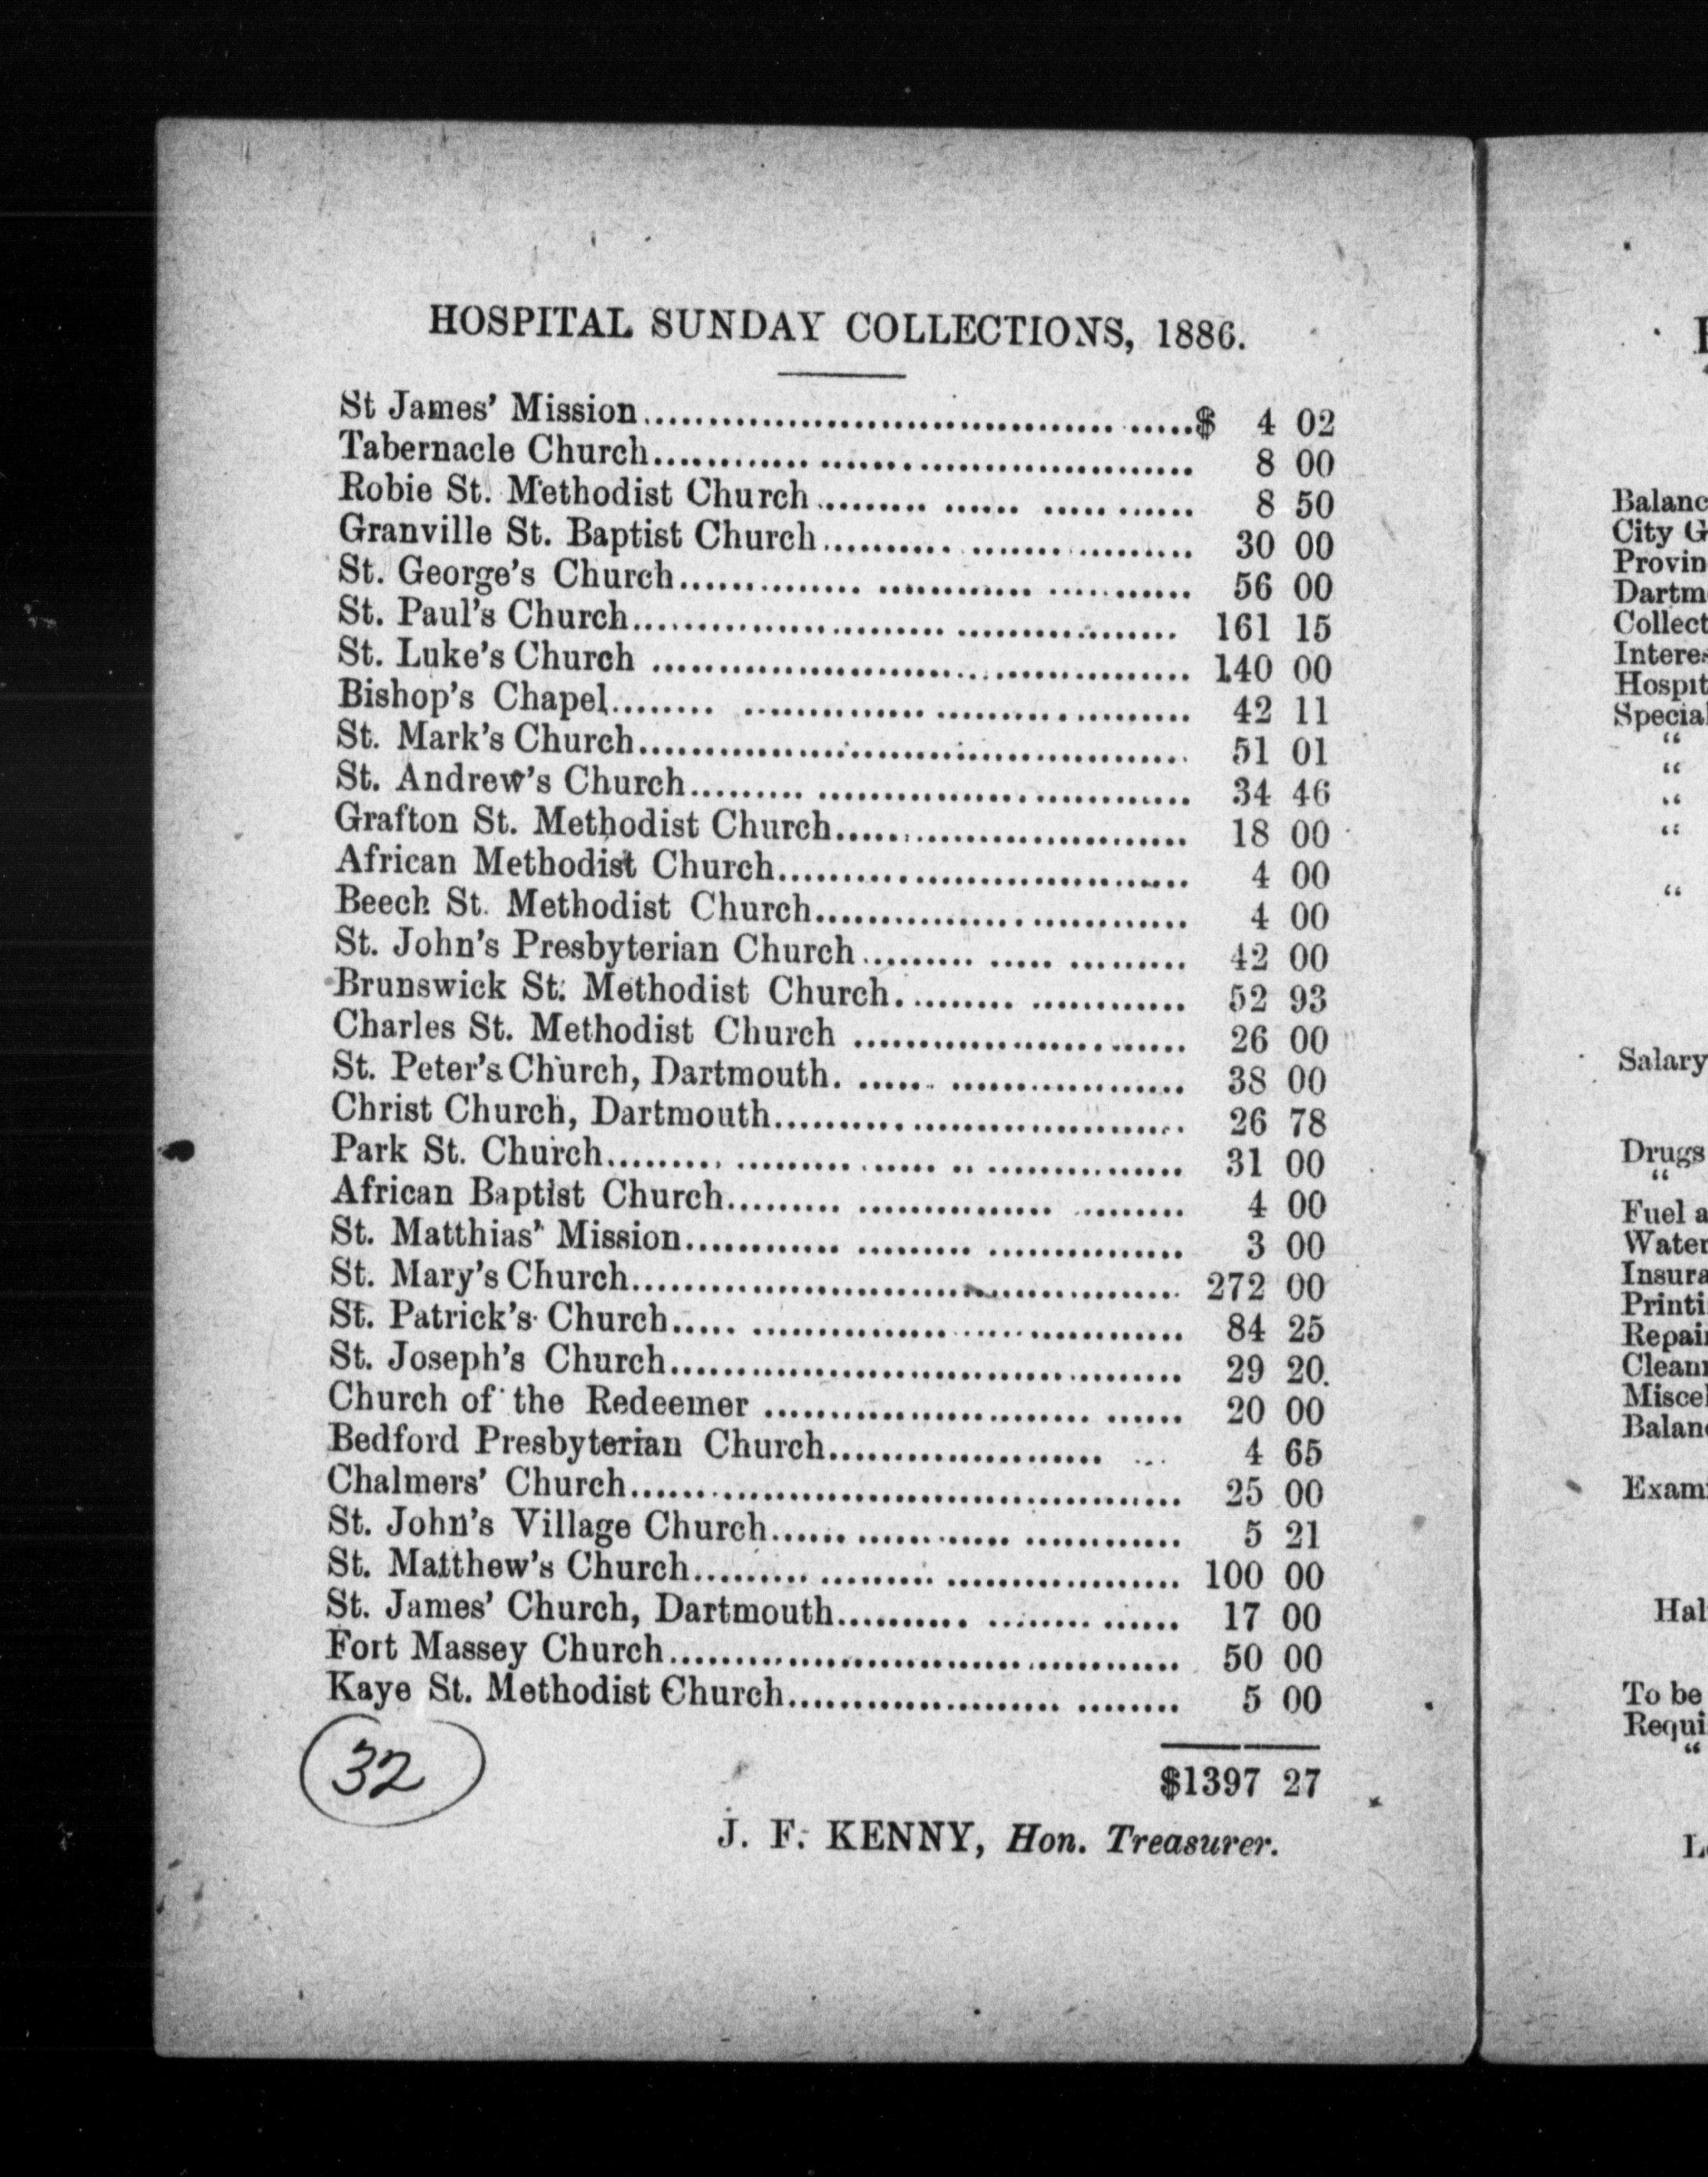 HOSPITAL SUNDAY COLLECTIONS, 1886.
St James' Mission $ 4 02
Tabernacle Church 8 00
Robie St. Methodist Church 8 50
Granville St. Baptist Church 30 00
St. George's Church 56 00
St. Paul's Church 161 15
St. Luke's Church 140 00
Bishop's Chapel 42 11
St. Mark's Church 51 01
St. Andrew's Church 34 46
Grafton St. Methodist Church 18 00
African Methodist Church 4 00
Beech St. Methodist Church 4 00
St. John's Presbyterian Church 42 00
Brunswick St. Methodist Church 52 93
Charles St. Methodist Church 26 00
St. Peter's Church, Dartmouth. 38 00
Christ Church, Dartmouth 26 78
Park St. Church 31 00
African Baptist Church 4 00
St. Matthias' Mission 3 00
St. Mary's Church 272 00
St. Patrick's Church 84 25
St. Joseph's Church 29 20
Church of the Redeemer 20 00
Bedford Presbyterian Church 4 65
Chalmers' Church 25 00
St. John's Village Church 5 21
St. Matthew's Church 100 00
St. James' Church, Dartmouth 17 00
Fort Massey Church 50 00
Kaye St. Methodist Church 5 00
32
$1397 27
J. F. KENNY, Hon. Treasurer.
Balanc
City G
Provin
Dartm
Collect
Interes
Hospit
Special
"
"
"
"
"
Salary
Drugs
"
Fuel a
Water
Insura
Printi
Repair
Cleani
Miscel
Balanc
Exam
Hal
To be
Requi
"